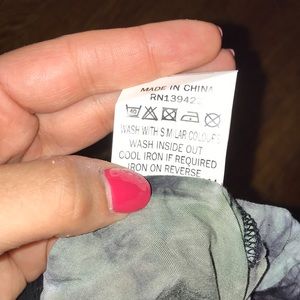 MADE IN CHINA
WASH WITH SIMILAR COLOURS
WASH INSIDE OUT
COOL IRON IF REQUIRED
IRON ON REVERSE